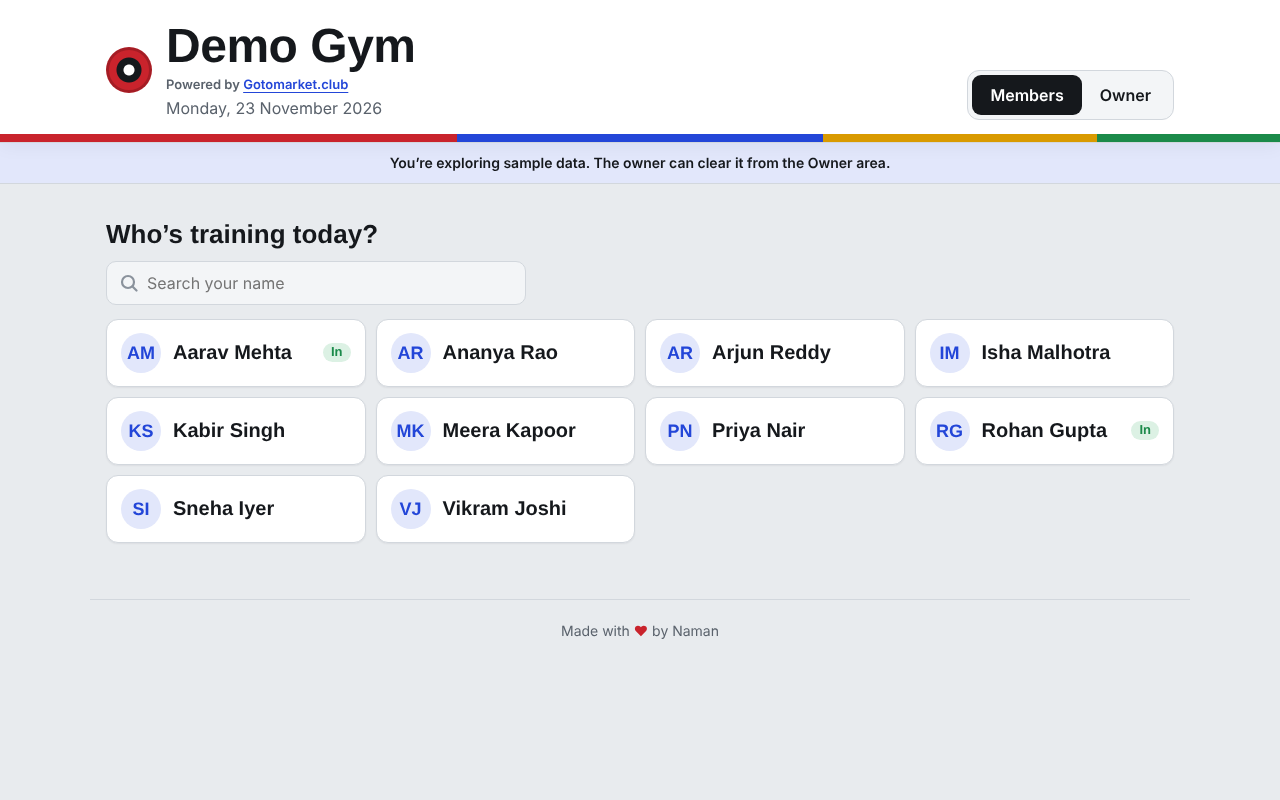 Demo Gym
Powered by Gotomarket.club
Monday, 23 November 2026
Members
Owner
You’re exploring sample data. The owner can clear it from the Owner area.
Who’s training today?
Search your name
AM Aarav Mehta In
AR Ananya Rao
AR Arjun Reddy
IM Isha Malhotra
KS Kabir Singh
MK Meera Kapoor
PN Priya Nair
RG Rohan Gupta In
SI Sneha Iyer
VJ Vikram Joshi
Made with ♥ by Naman